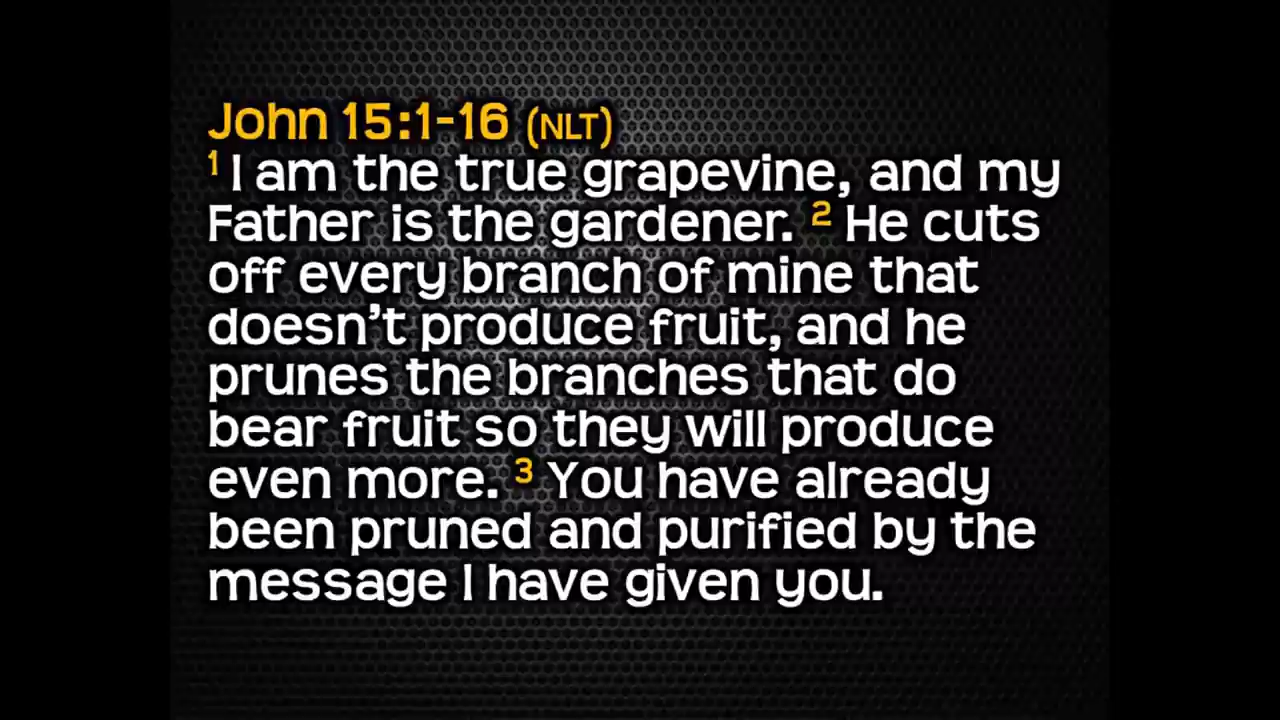 John 15:1-16 (NLT)
1 I am the true grapevine, and my
Father is the gardener. 2 He cuts
off every branch of mine that
doesn't produce fruit, and he
prunes the branches that do
bear fruit so they will produce
even more. 3 You have already
been pruned and purified by the
message I have given you.